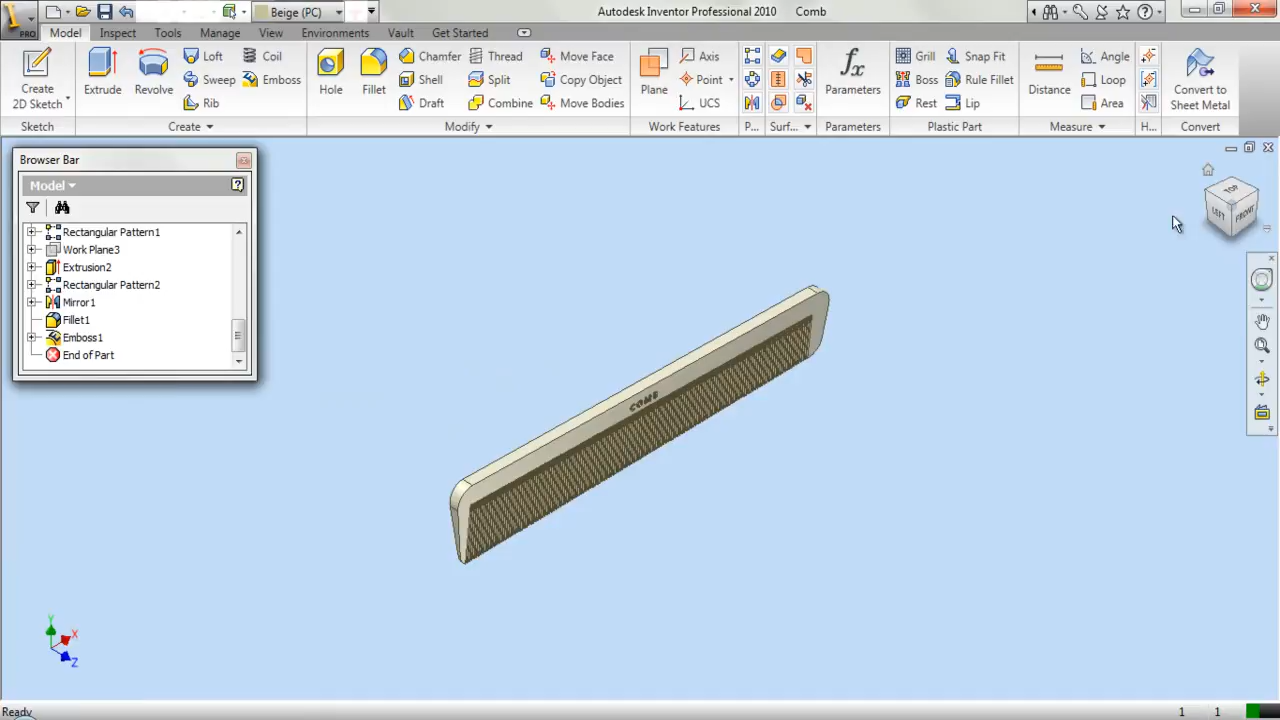 Beige (PC)
Autodesk Inventor Professional 2010 Comb
PRO
Model Inspect Tools Manage View Environments Vault Get Started
Create 2D Sketch
Extrude
Revolve
Loft
Sweep
Rib
Coil
Emboss
Hole
Fillet
Chamfer
Shell
Draft
Thread
Split
Combine
Move Face
Copy Object
Move Bodies
Plane
Axis
Point
UCS
fx
Parameters
Grill
Boss
Rest
Snap Fit
Rule Fillet
Lip
Distance
Angle
Loop
Area
Convert to Sheet Metal
Sketch Create Modify Work Features P... Surf... Parameters Plastic Part Measure H... Convert
Browser Bar
Model
Rectangular Pattern1
Work Plane3
Extrusion2
Rectangular Pattern2
Mirror1
Fillet1
Emboss1
End of Part
TOP
LEFT
FRONT
COMB
Y
X
Z
Ready
1 1